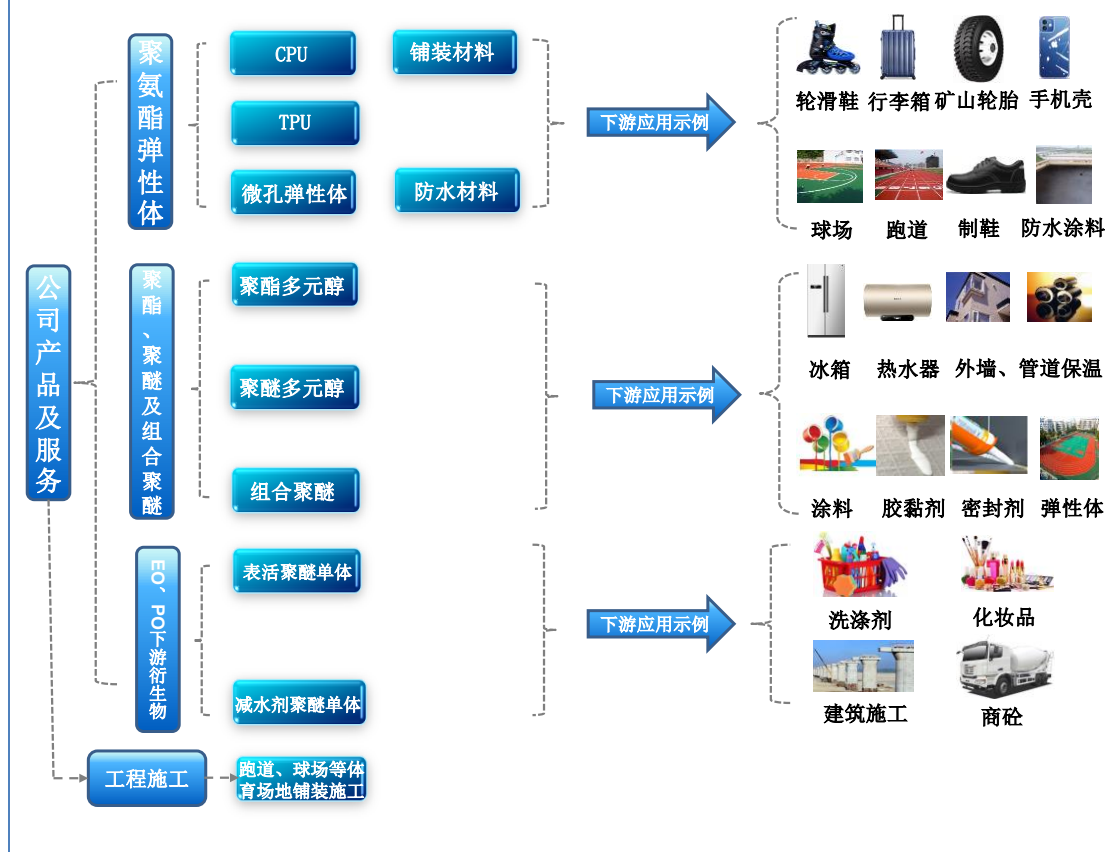 公司产品及服务
聚氨酯弹性体
CPU
铺装材料
TPU
微孔弹性体
防水材料
下游应用示例
轮滑鞋
行李箱
矿山轮胎
手机壳
球场
跑道
制鞋
防水涂料
聚酯、聚醚及组合聚醚
聚酯多元醇
聚醚多元醇
组合聚醚
下游应用示例
冰箱
热水器
外墙、管道保温
涂料
胶黏剂
密封剂
弹性体
EO、PO下游衍生物
表活聚醚单体
减水剂聚醚单体
下游应用示例
洗涤剂
化妆品
建筑施工
商砼
工程施工
跑道、球场等体
育场地铺装施工